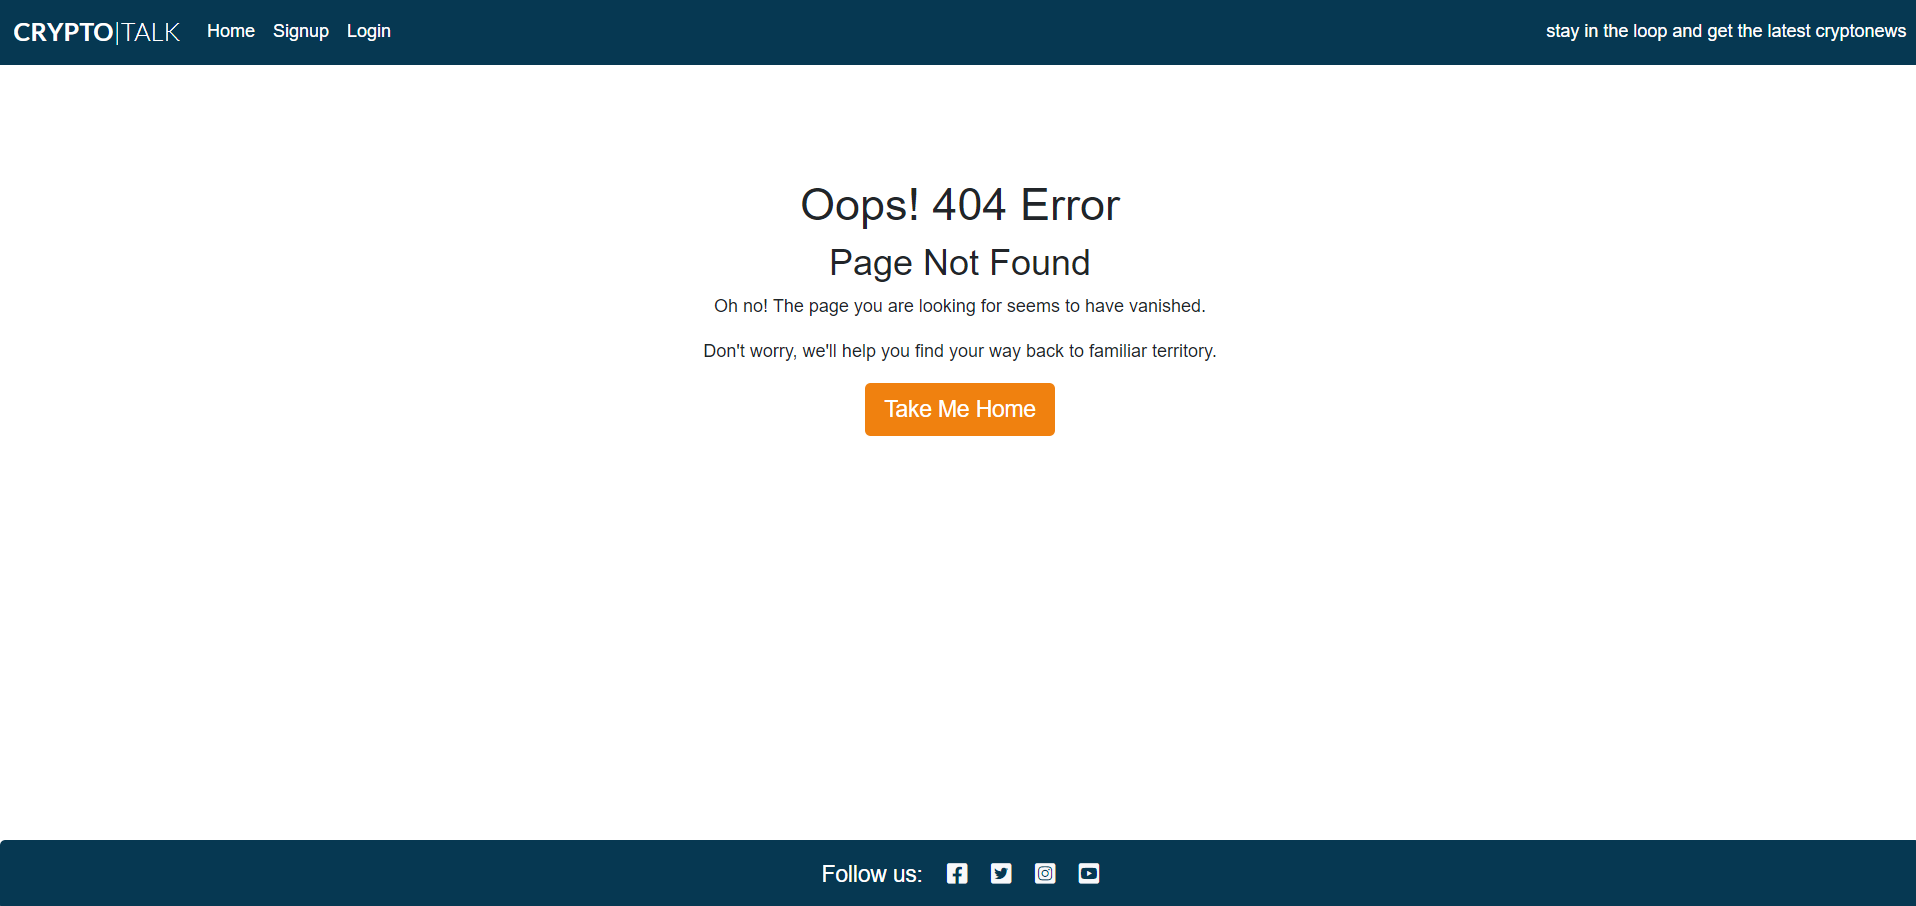 CRYPTO|TALK Home Signup Login stay in the loop and get the latest cryptonews
Oops! 404 Error
Page Not Found
Oh no! The page you are looking for seems to have vanished.
Don't worry, we'll help you find your way back to familiar territory.
Take Me Home
Follow us: